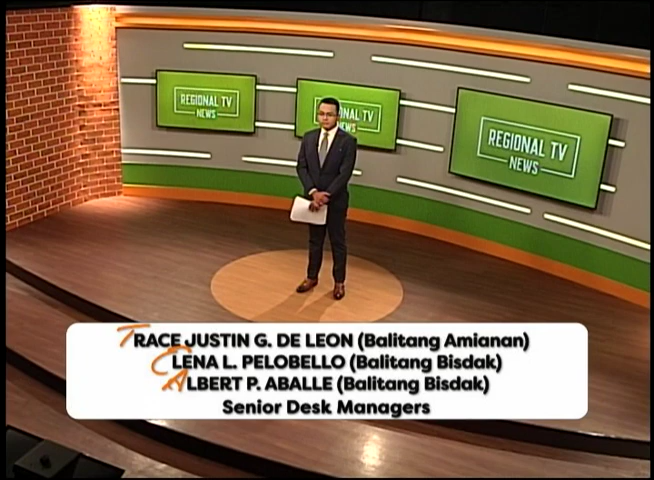 REGIONAL TV
NEWS
REGIONAL TV
NEWS
REGIONAL TV
NEWS
TRACE JUSTIN G. DE LEON (Balitang Amianan)
ELENA L. PELOBELLO (Balitang Bisdak)
ALBERT P. ABALLE (Balitang Bisdak)
Senior Desk Managers